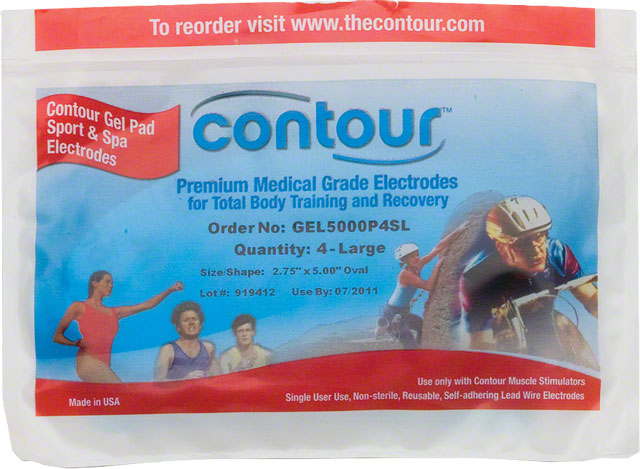 To reorder visit www.thecontour.com
Contour Gel Pad
Sport & Spa
Electrodes
contour™
Premium Medical Grade Electrodes
for Total Body Training and Recovery
Order No: GEL5000P4SL
Quantity: 4-Large
Size/Shape: 2.75" x 5.00" Oval
Lot#: 919412 Use By: 07/2011
Use only with Contour Muscle Stimulators
Made in USA
Single User Use, Non-sterile, Reusable, Self-adhering Lead Wire Electrodes